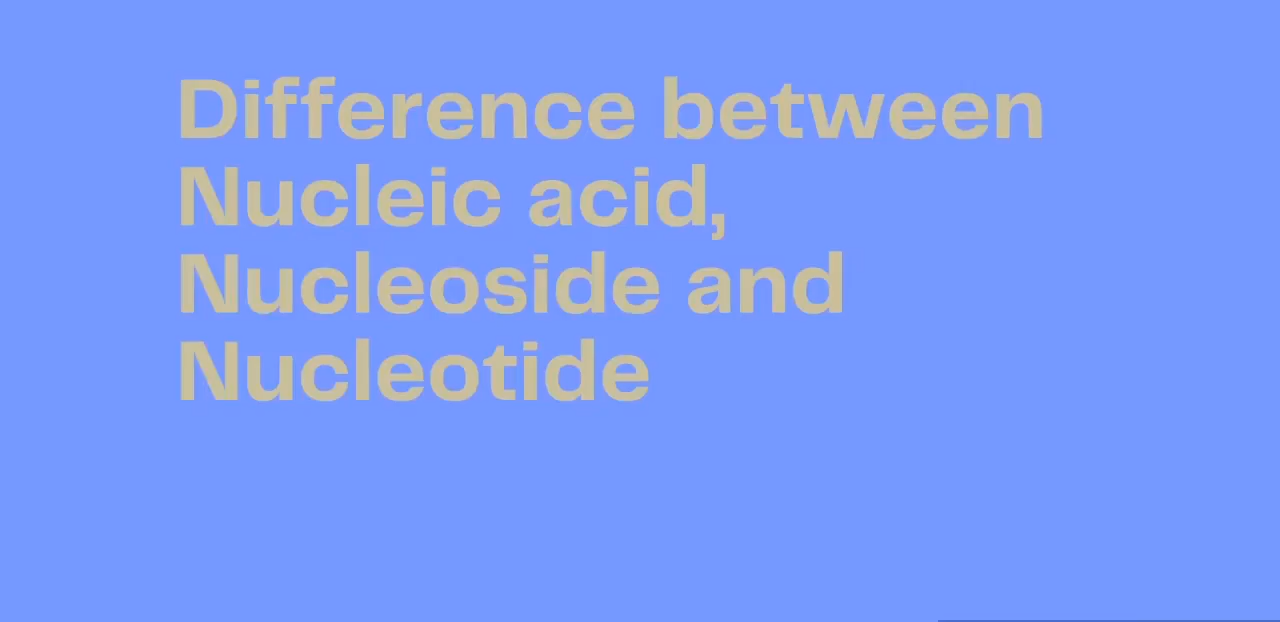 Difference between
Nucleic acid,
Nucleoside and
Nucleotide